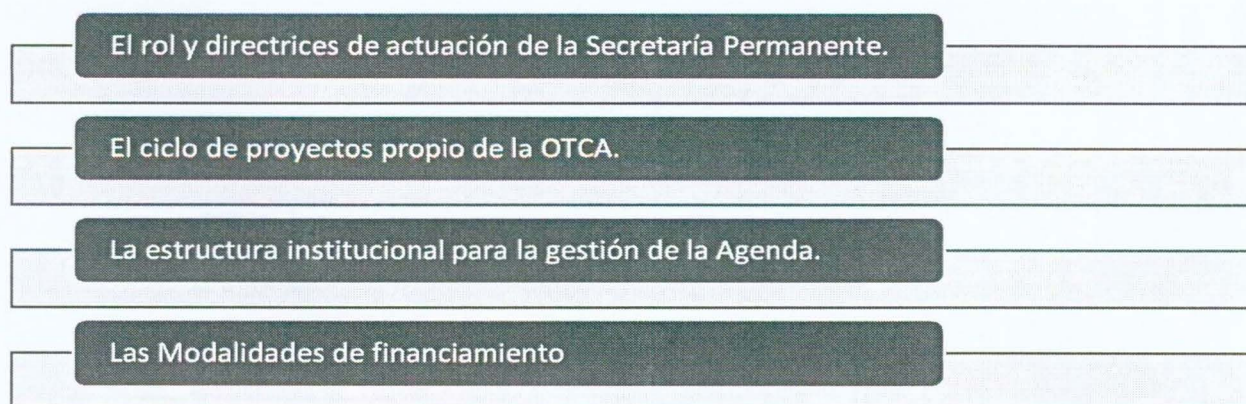 El rol y directrices de actuación de la Secretaría Permanente.
El ciclo de proyectos propio de la OTCA.
La estructura institucional para la gestión de la Agenda.
Las Modalidades de financiamiento